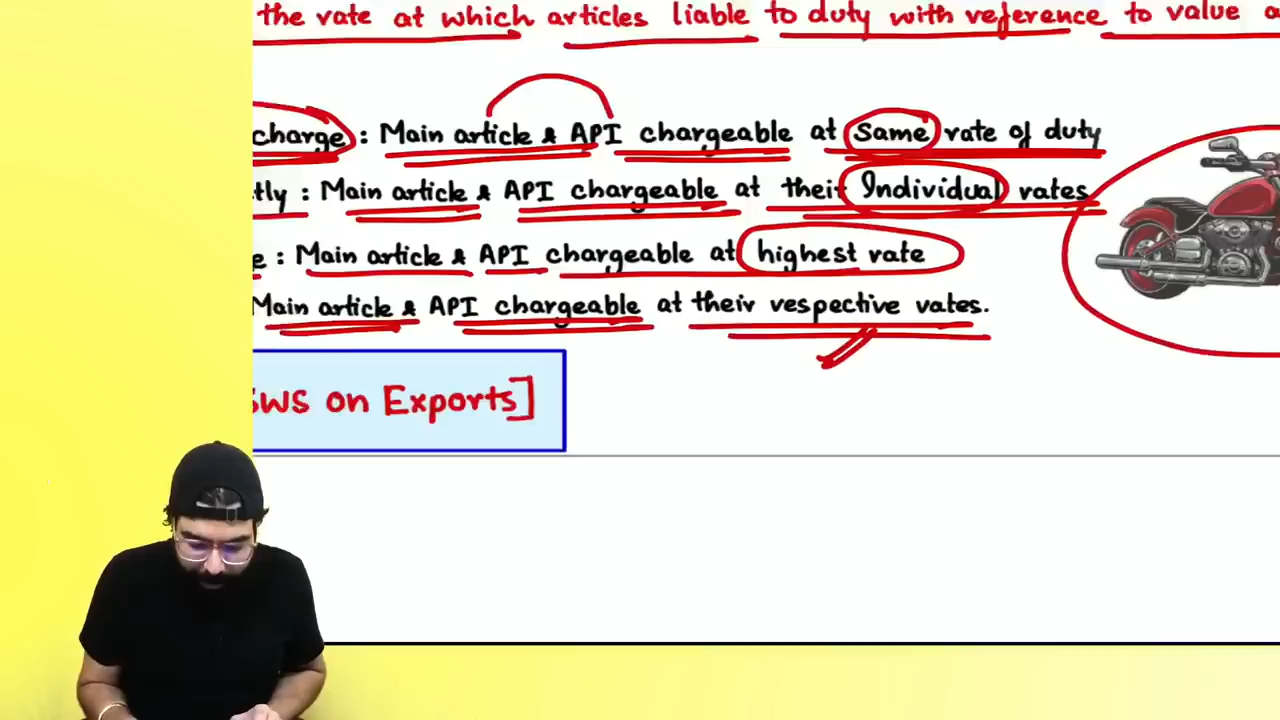 the rate at which articles liable to duty with reference to value a
charge : Main article & API chargeable at same rate of duty
tly : Main article & API chargeable at their Individual rates
e : Main article & API chargeable at highest rate
Main article & API chargeable at their respective rates.
SWS on Exports]